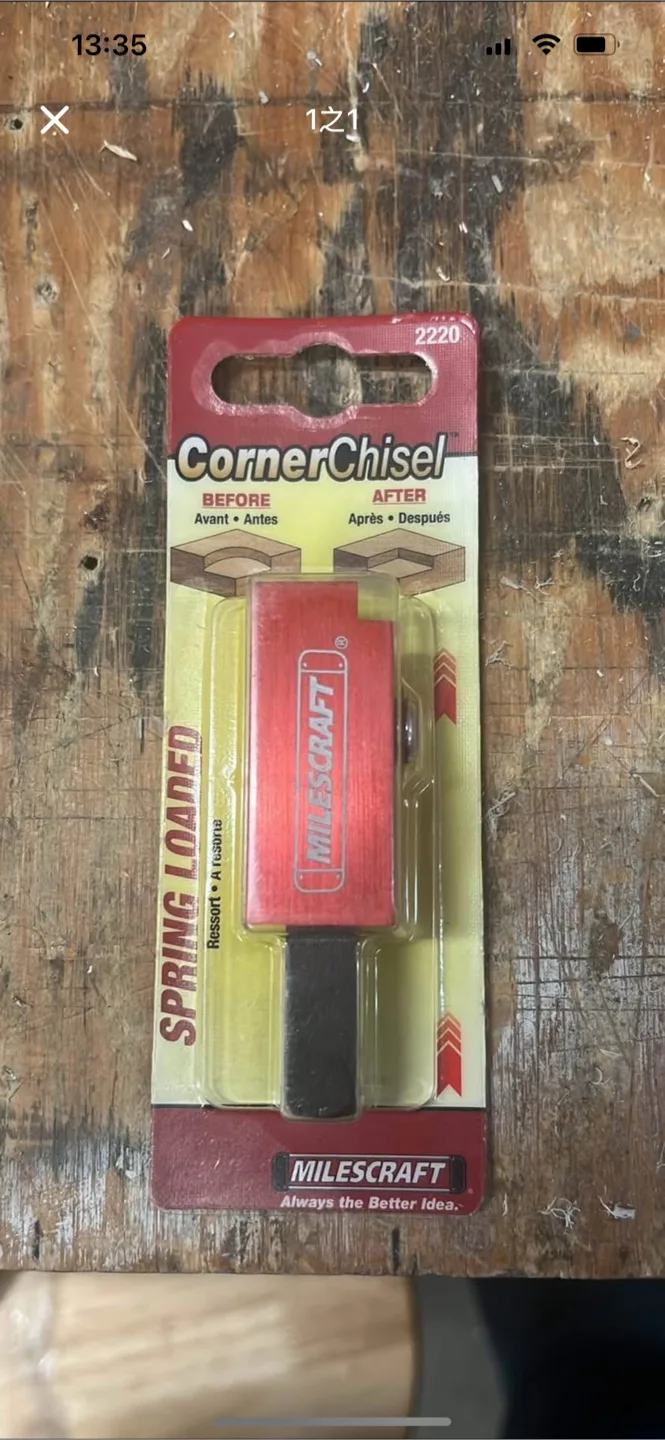 13:35
1之1
2220
CornerChisel™
BEFORE
Avant • Antes
AFTER
Après • Después
MILESCRAFT®
SPRING LOADED
Ressort • A resorte
MILESCRAFT®
Always the Better Idea.